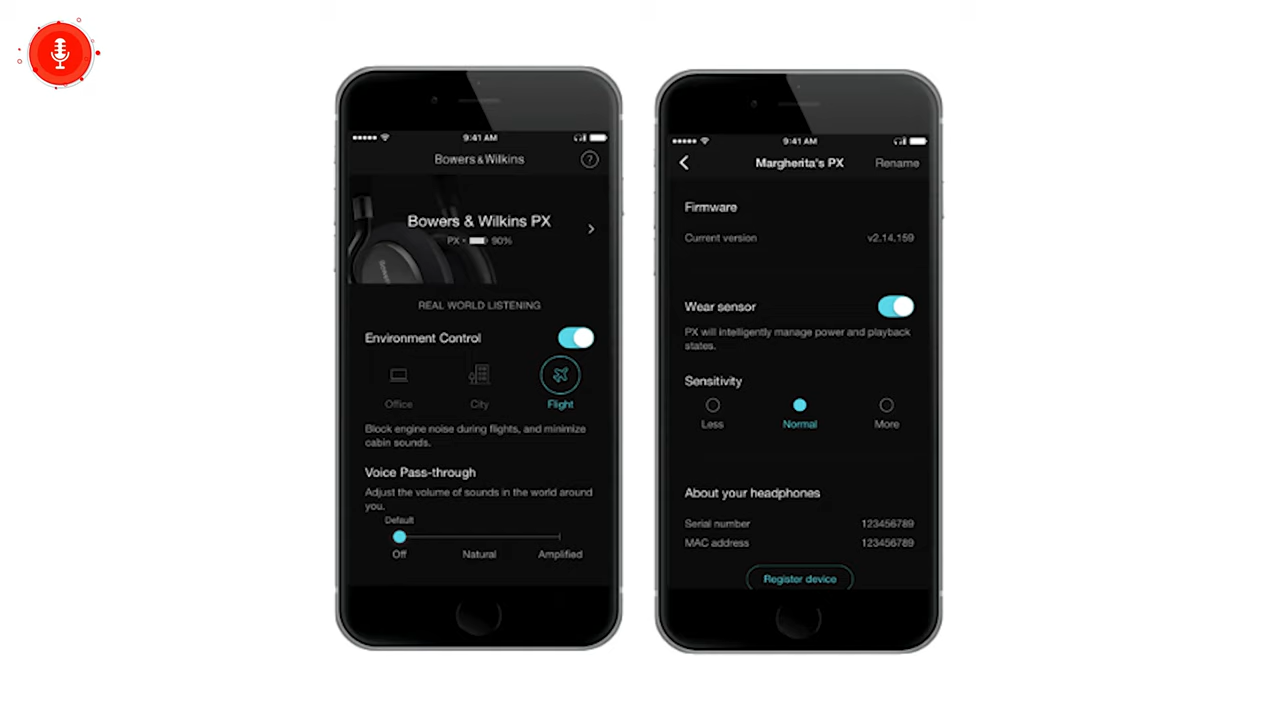 9:41 AM
Bowers & Wilkins
?
Bowers & Wilkins PX
PX • 90%
REAL WORLD LISTENING
Environment Control
Office City Flight
Block engine noise during flights, and minimize
cabin sounds.
Voice Pass-through
Adjust the volume of sounds in the world around
you.
Default
Off Natural Amplified
9:41 AM
Margherita's PX Rename
Firmware
Current version v2.14.159
Wear sensor
PX will intelligently manage power and playback
states.
Sensitivity
Less Normal More
About your headphones
Serial number 123456789
MAC address 123456789
Register device